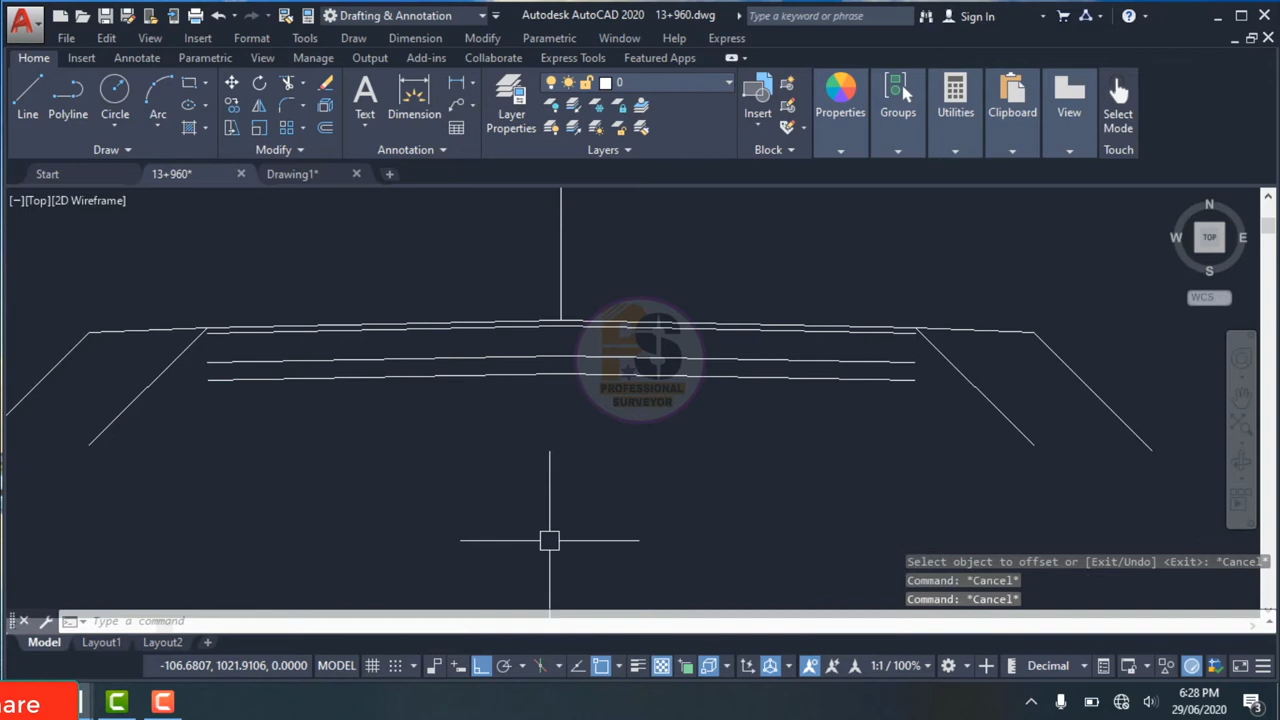 Drafting & Annotation
Autodesk AutoCAD 2020 13+960.dwg
Type a keyword or phrase
Sign In
File Edit View Insert Format Tools Draw Dimension Modify Parametric Window Help Express
Home Insert Annotate Parametric View Manage Output Add-ins Collaborate Express Tools Featured Apps
0
Line Polyline Circle Arc
Text Dimension
Layer Properties
Insert
Properties Groups Utilities Clipboard View
Select Mode
Draw Modify Annotation Layers Block Touch
Start 13+960* Drawing1*
[−][Top][2D Wireframe]
N
W TOP E
S
WCS
PROFESSIONAL
SURVEYOR
Select object to offset or [Exit/Undo] <Exit>: *Cancel*
Command: *Cancel*
Command: *Cancel*
Type a command
Model Layout1 Layout2
-106.6807, 1021.9106, 0.0000 MODEL 1:1 / 100% Decimal
6:28 PM
29/06/2020
3
hare